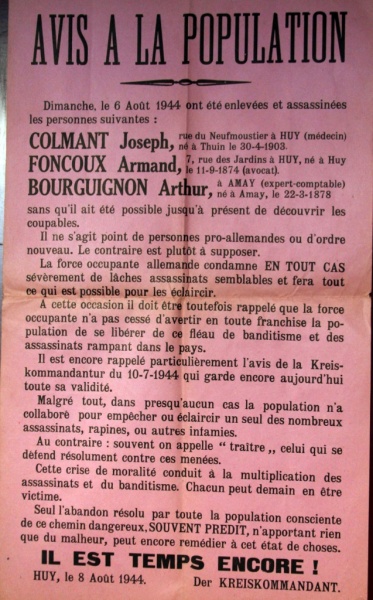 AVIS A LA POPULATION
Dimanche, le 6 Août 1944 ont été enlevées et assassinées
les personnes suivantes :
COLMANT Joseph, rue du Neufmoustier à HUY (médecin)
né à Thuin le 30-4-1903.
FONCOUX Armand, 7, rue des Jardins à HUY, né à Huy
le 11-9-1874 (avocat).
BOURGUIGNON Arthur, à AMAY (expert-comptable)
né à Amay, le 22-3-1878
sans qu'il ait été possible jusqu'à présent de découvrir les
coupables.
Il ne s'agit point de personnes pro-allemandes ou d'ordre
nouveau. Le contraire est plutôt à supposer.
La force occupante allemande condamne EN TOUT CAS
sévèrement de lâches assassinats semblables et fera tout
ce qui est possible pour les éclaircir.
A cette occasion il doit être toutefois rappelé que la force
occupante n'a pas cessé d'avertir en toute franchise la po-
pulation de se libérer de ce fléau de banditisme et des
assassinats rampant dans le pays.
Il est encore rappelé particulièrement l'avis de la Kreis-
kommandantur du 10-7-1944 qui garde encore aujourd'hui
toute sa validité.
Malgré tout, dans presqu'aucun cas la population n'a
collaboré pour empêcher ou éclaircir un seul des nombreux
assassinats, rapines, ou autres infamies.
Au contraire : souvent on appelle “ traître „ celui qui se
défend résolument contre ces menées.
Cette crise de moralité conduit à la multiplication des
assassinats et du banditisme. Chacun peut demain en être
victime.
Seul l'abandon résolu par toute la population consciente
de ce chemin dangereux, SOUVENT PREDIT, n'apportant rien
que du malheur, peut encore remédier à cet état de choses.
IL EST TEMPS ENCORE !
HUY, le 8 Août 1944. Der KREISKOMMANDANT.